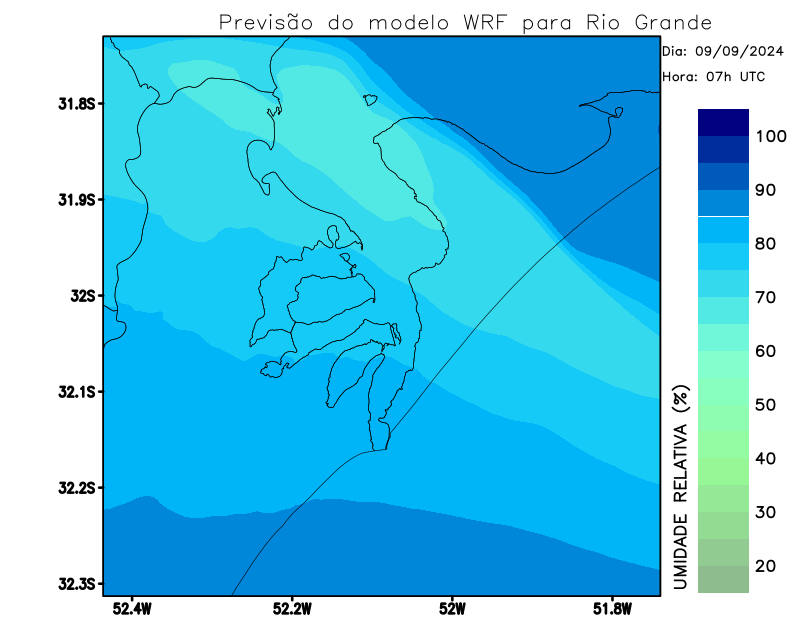 Previsão do modelo WRF para Rio Grande
Dia: 09/09/2024
Hora: 07h UTC
31.8S
31.9S
32S
32.1S
32.2S
32.3S
52.4W
52.2W
52W
51.8W
100
90
80
70
60
50
40
30
20
UMIDADE RELATIVA (%)